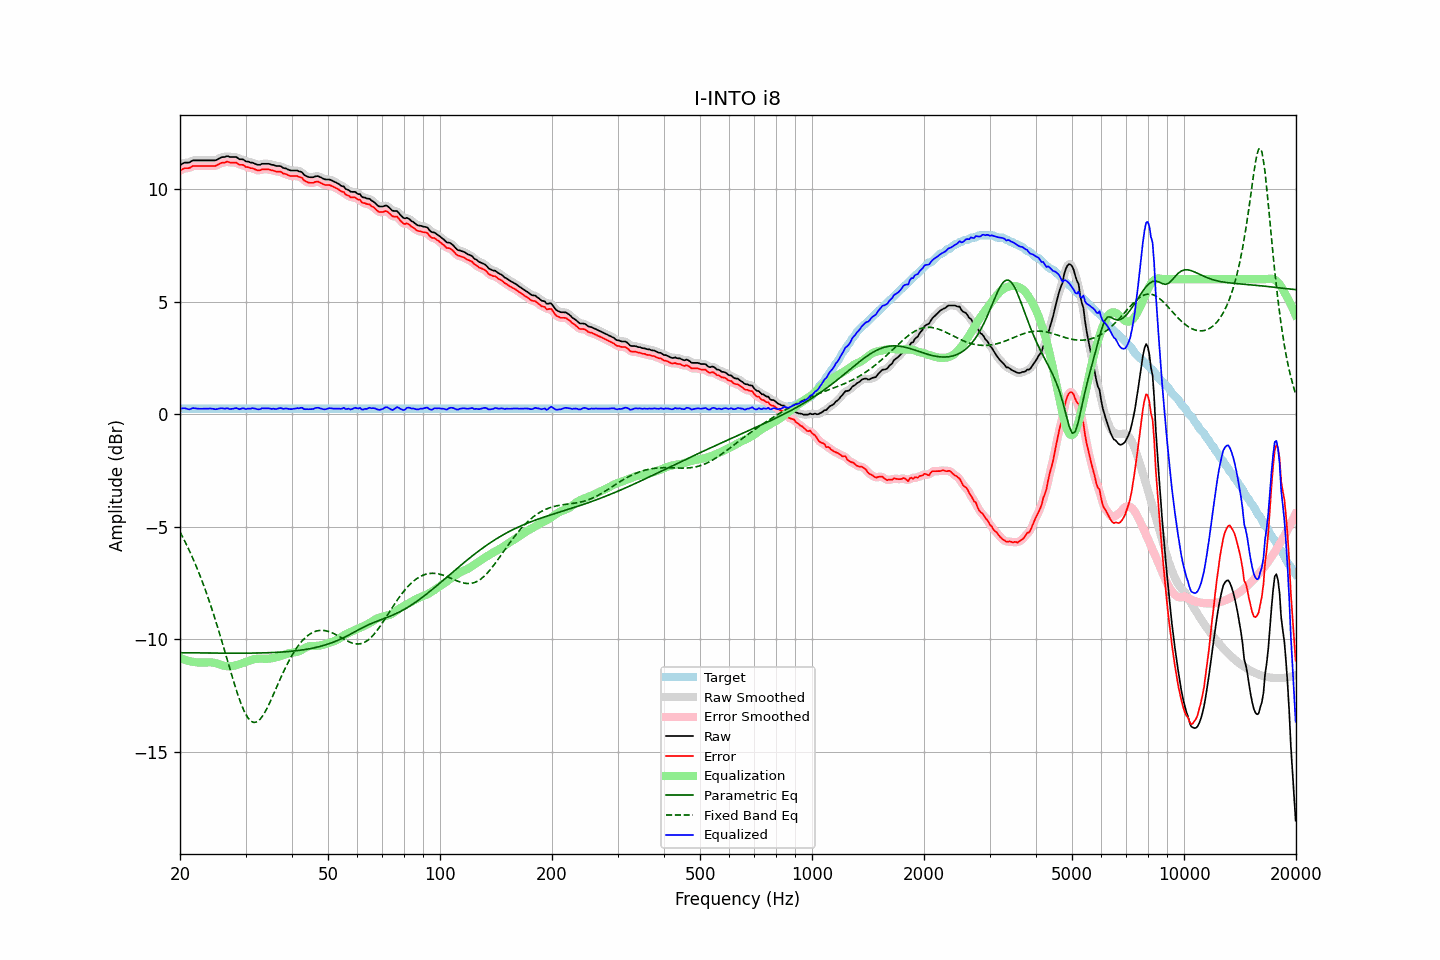 I-INTO i8
Amplitude (dBr)
10
5
0
−5
−10
−15
Target
Raw Smoothed
Error Smoothed
Raw
Error
Equalization
Parametric Eq
Fixed Band Eq
Equalized
20 50 100 200 500 1000 2000 5000 10000 20000
Frequency (Hz)